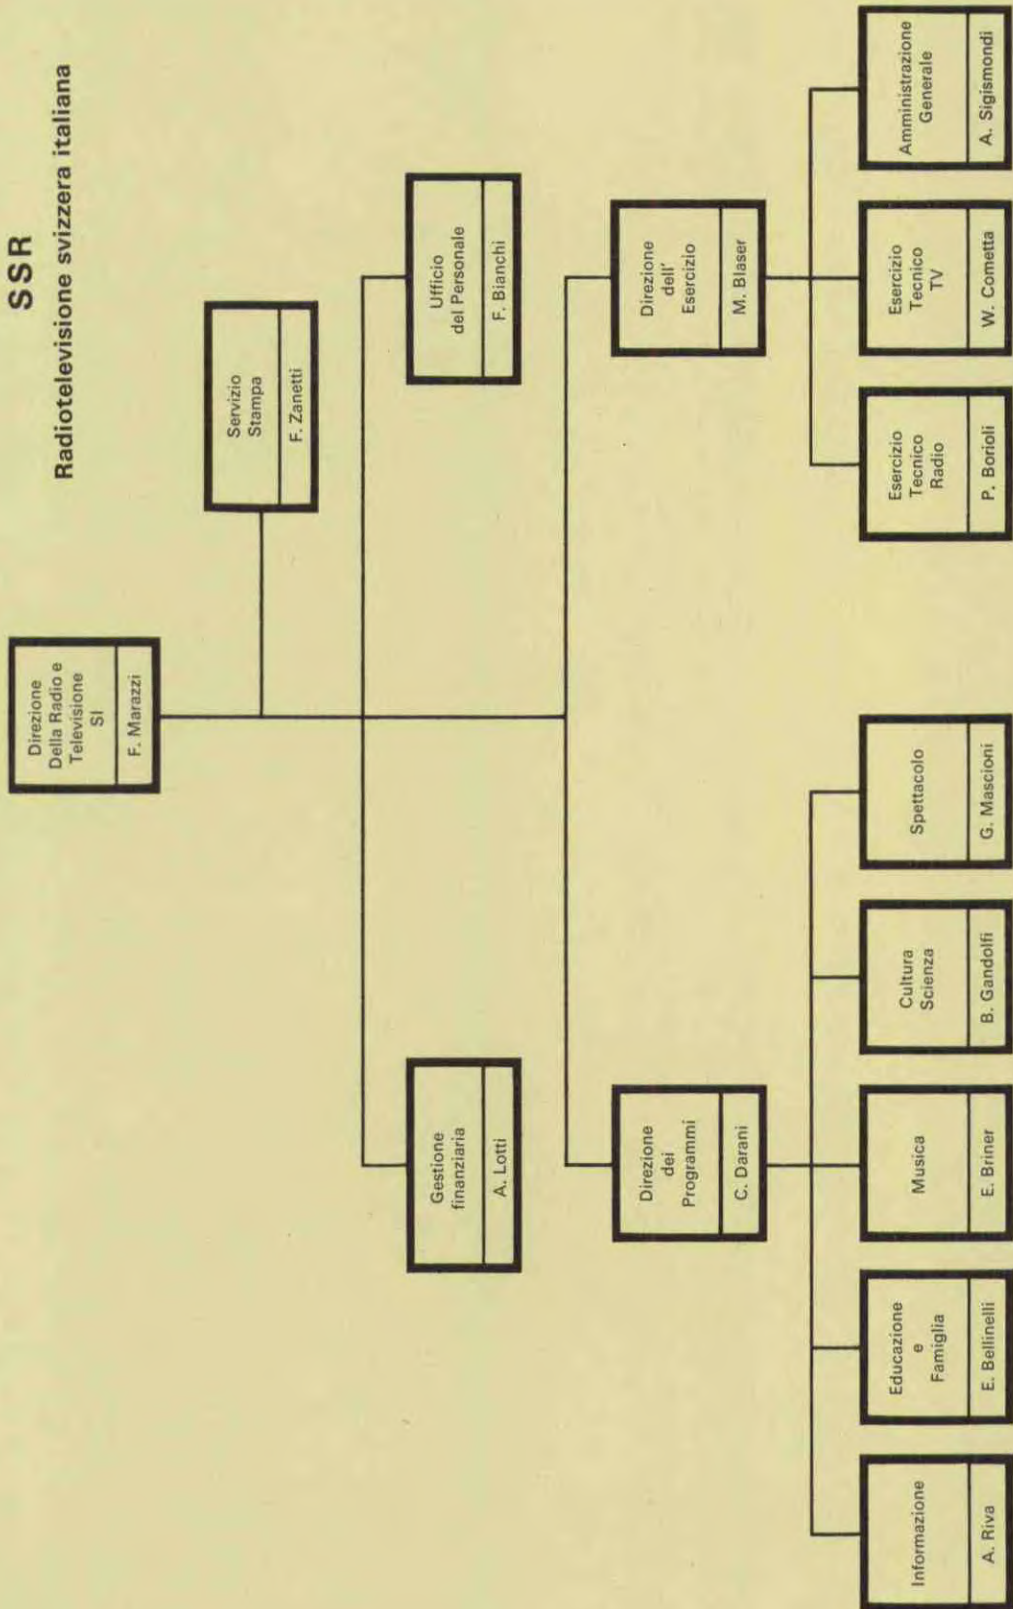 SSR
Radiotelevisione svizzera italiana
Direzione
Della Radio e
Televisione
SI
F. Marazzi
Servizio
Stampa
F. Zanetti
Gestione
finanziaria
A. Lotti
Ufficio
del Personale
F. Bianchi
Direzione
dei
Programmi
C. Darani
Direzione
dell'
Esercizio
M. Blaser
Informazione
A. Riva
Educazione
e
Famiglia
E. Bellinelli
Musica
E. Briner
Cultura
Scienza
B. Gandolfi
Spettacolo
G. Mascioni
Esercizio
Tecnico
Radio
P. Borioli
Esercizio
Tecnico
TV
W. Cometta
Amministrazione
Generale
A. Sigismondi